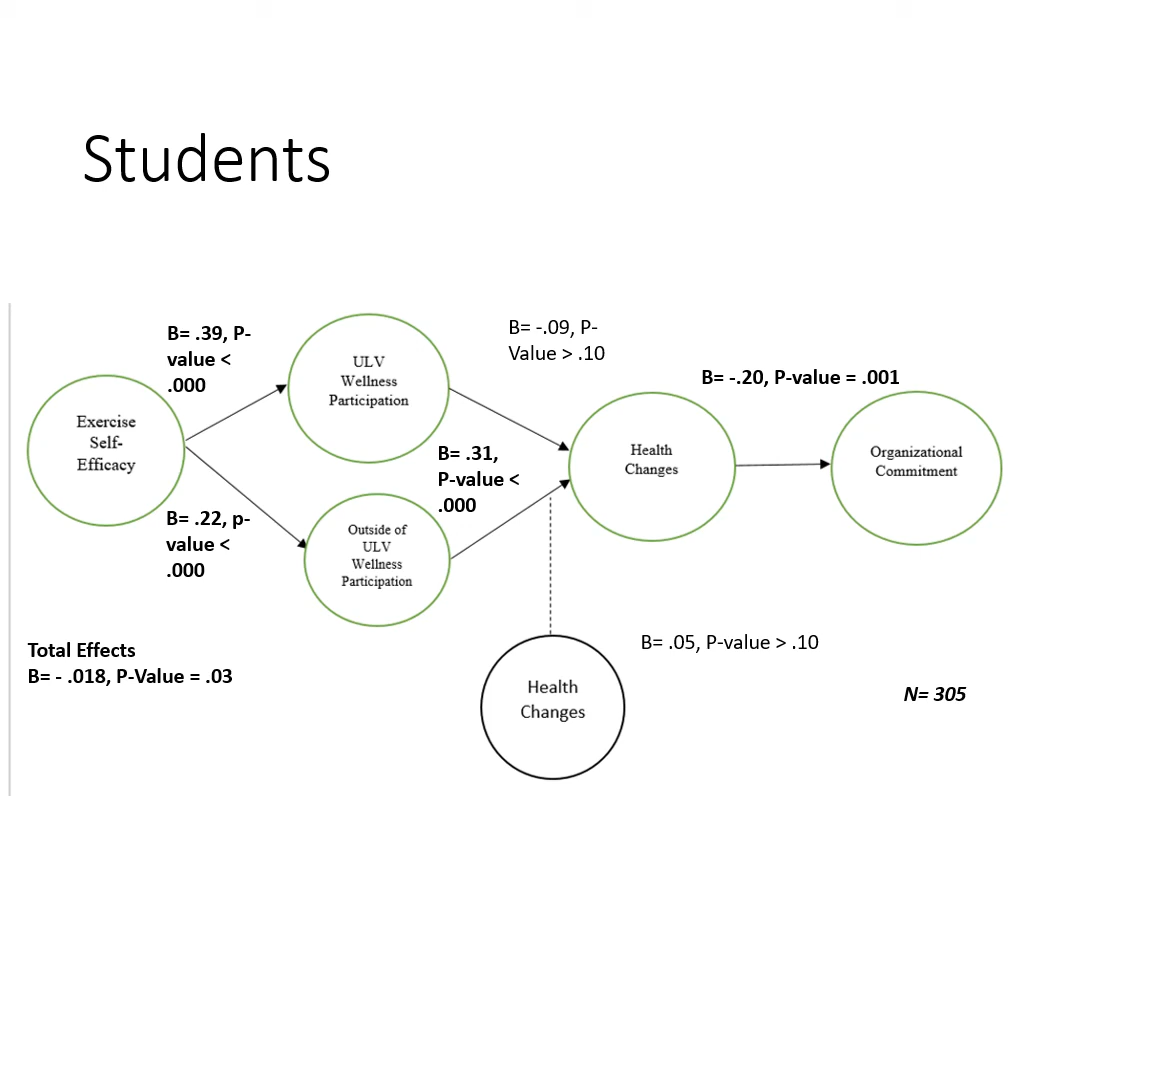 Students
B= .39, P-
value <
.000
ULV
Wellness
Participation
B= -.09, P-
Value > .10
B= -.20, P-value = .001
Exercise
Self-
Efficacy
B= .31,
P-value <
.000
Health
Changes
Organizational
Commitment
B= .22, p-
value <
.000
Outside of
ULV
Wellness
Participation
Total Effects
B= - .018, P-Value = .03
Health
Changes
B= .05, P-value > .10
N= 305